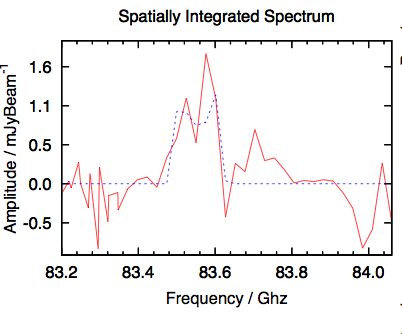 Spatially Integrated Spectrum
Amplitude / mJyBeam⁻¹
1.6
1.1
0.5
0.0
-0.5
83.2 83.4 83.6 83.8 84.0
Frequency / Ghz